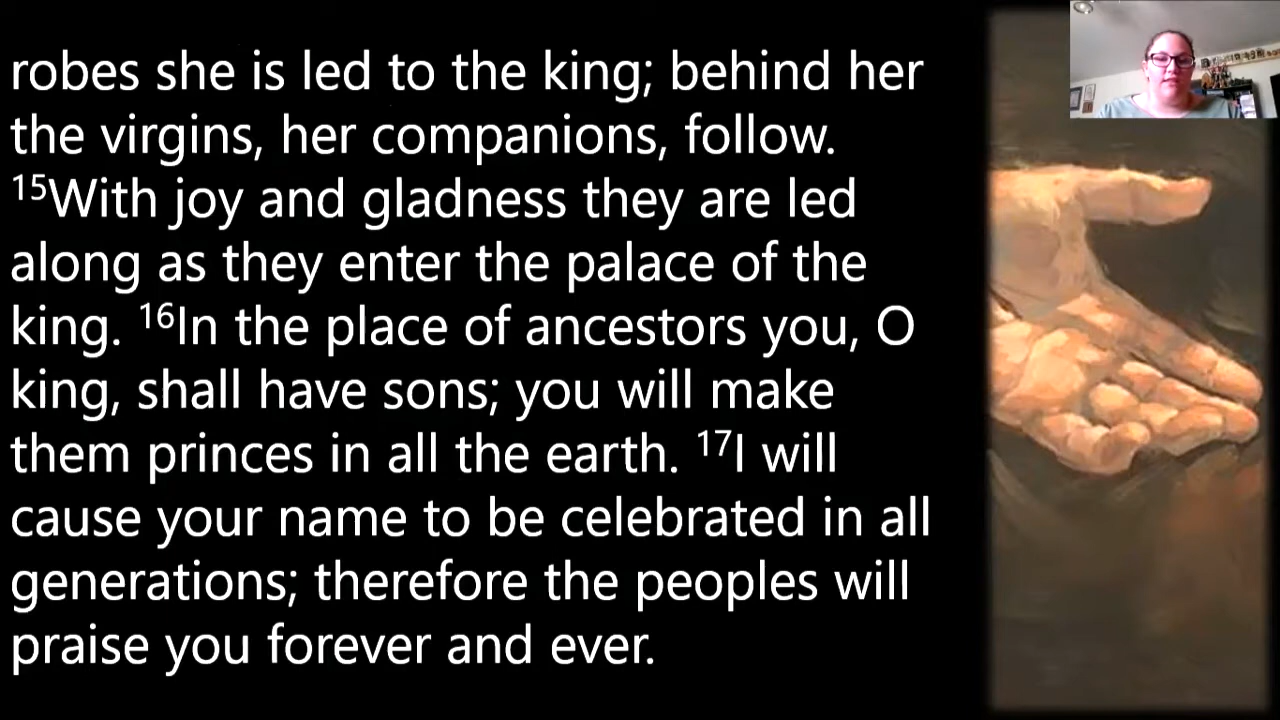 robes she is led to the king; behind her
the virgins, her companions, follow.
¹⁵With joy and gladness they are led
along as they enter the palace of the
king. ¹⁶In the place of ancestors you, O
king, shall have sons; you will make
them princes in all the earth. ¹⁷I will
cause your name to be celebrated in all
generations; therefore the peoples will
praise you forever and ever.